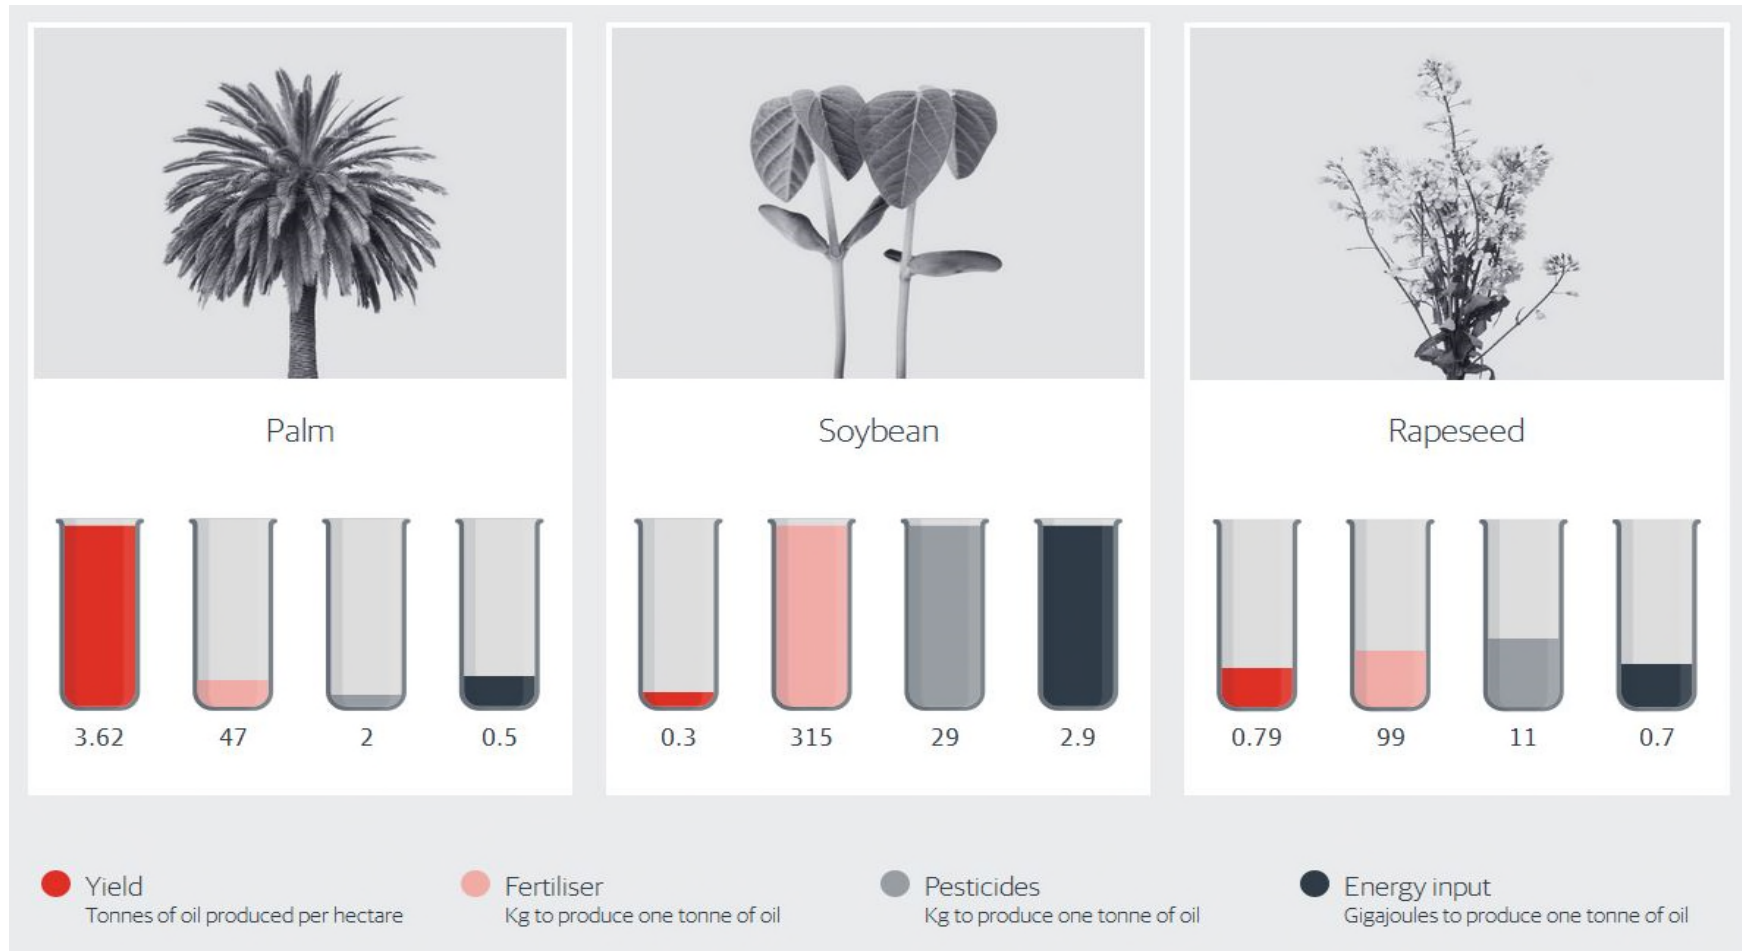 Palm
3.62 47 2 0.5
Soybean
0.3 315 29 2.9
Rapeseed
0.79 99 11 0.7
Yield
Tonnes of oil produced per hectare
Fertiliser
Kg to produce one tonne of oil
Pesticides
Kg to produce one tonne of oil
Energy input
Gigajoules to produce one tonne of oil